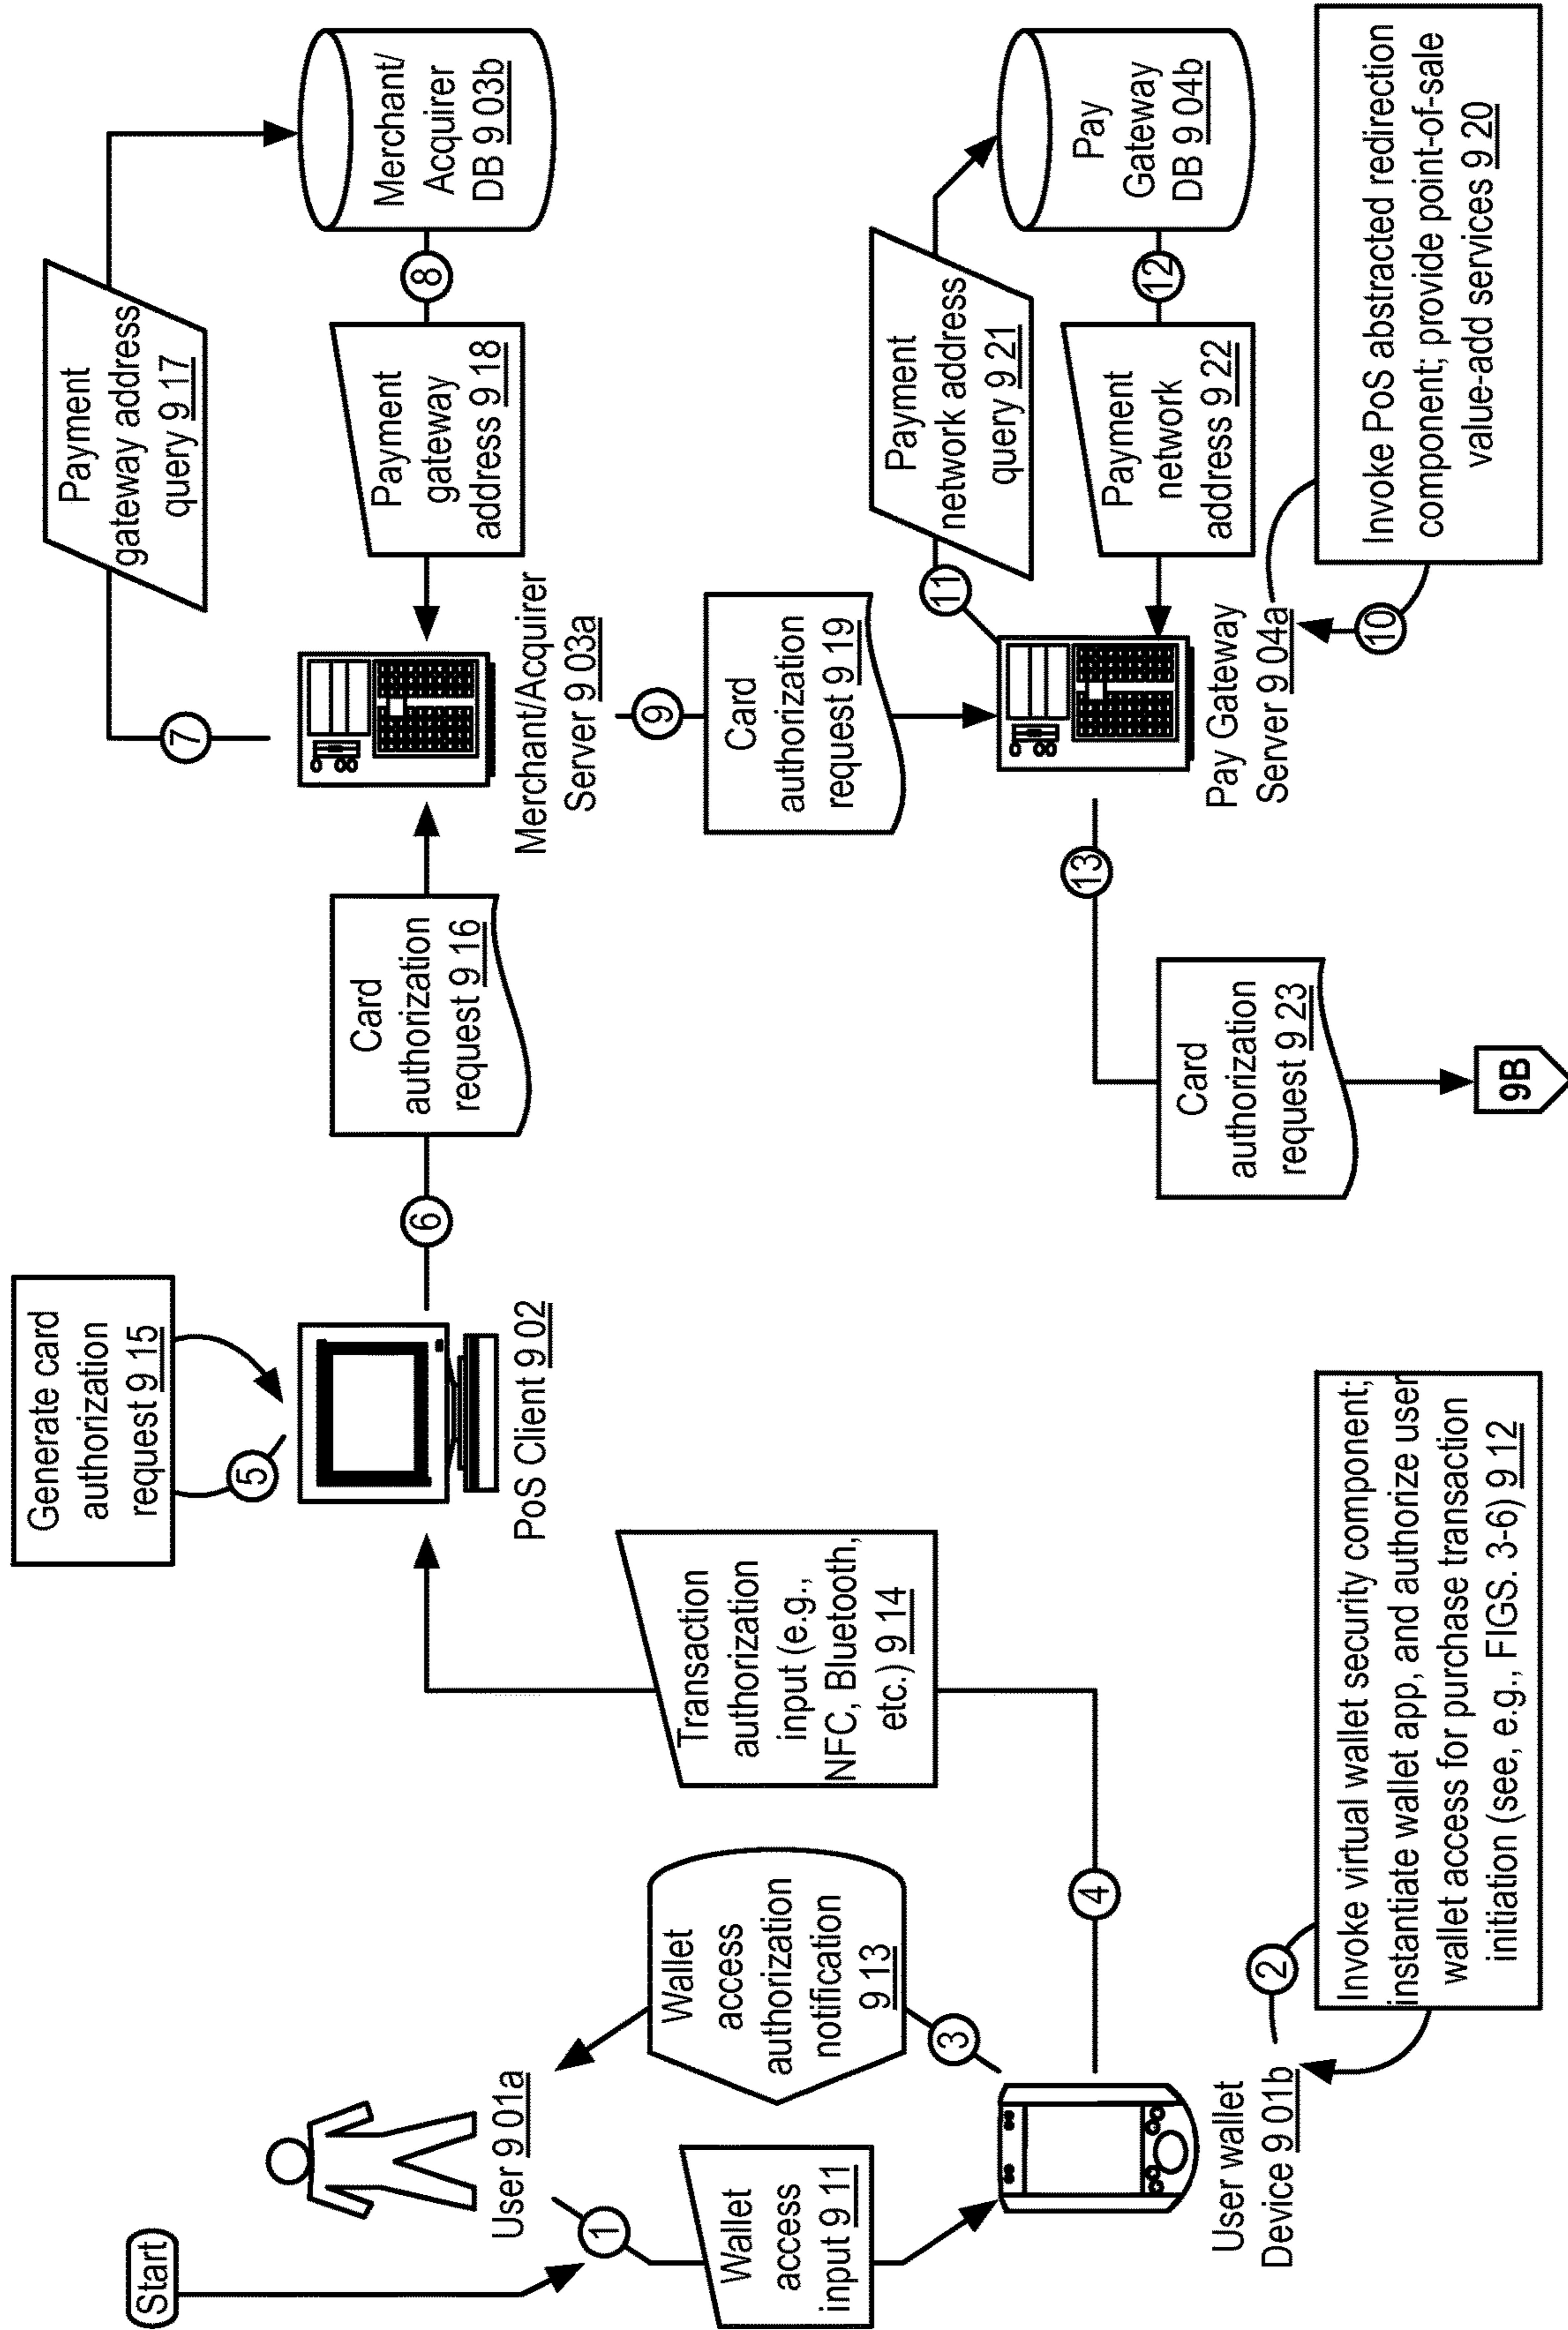 Start
User 9 01a
1
Wallet
access
input 9 11
User wallet
Device 9 01b
2
Invoke virtual wallet security component;
instantiate wallet app, and authorize user
wallet access for purchase transaction
initiation (see, e.g., FIGS. 3-6) 9 12
3
Wallet
access
authorization
notification
9 13
4
Transaction
authorization
input (e.g.,
NFC, Bluetooth,
etc.) 9 14
Generate card
authorization
request 9 15
5
PoS Client 9 02
6
Card
authorization
request 9 16
Merchant/Acquirer
Server 9 03a
7
Payment
gateway address
query 9 17
Merchant/
Acquirer
DB 9 03b
8
Payment
gateway
address 9 18
9
Card
authorization
request 9 19
Pay Gateway
Server 9 04a
10
Invoke PoS abstracted redirection
component; provide point-of-sale
value-add services 9 20
11
Payment
network address
query 9 21
Pay
Gateway
DB 9 04b
12
Payment
network
address 9 22
13
Card
authorization
request 9 23
9B